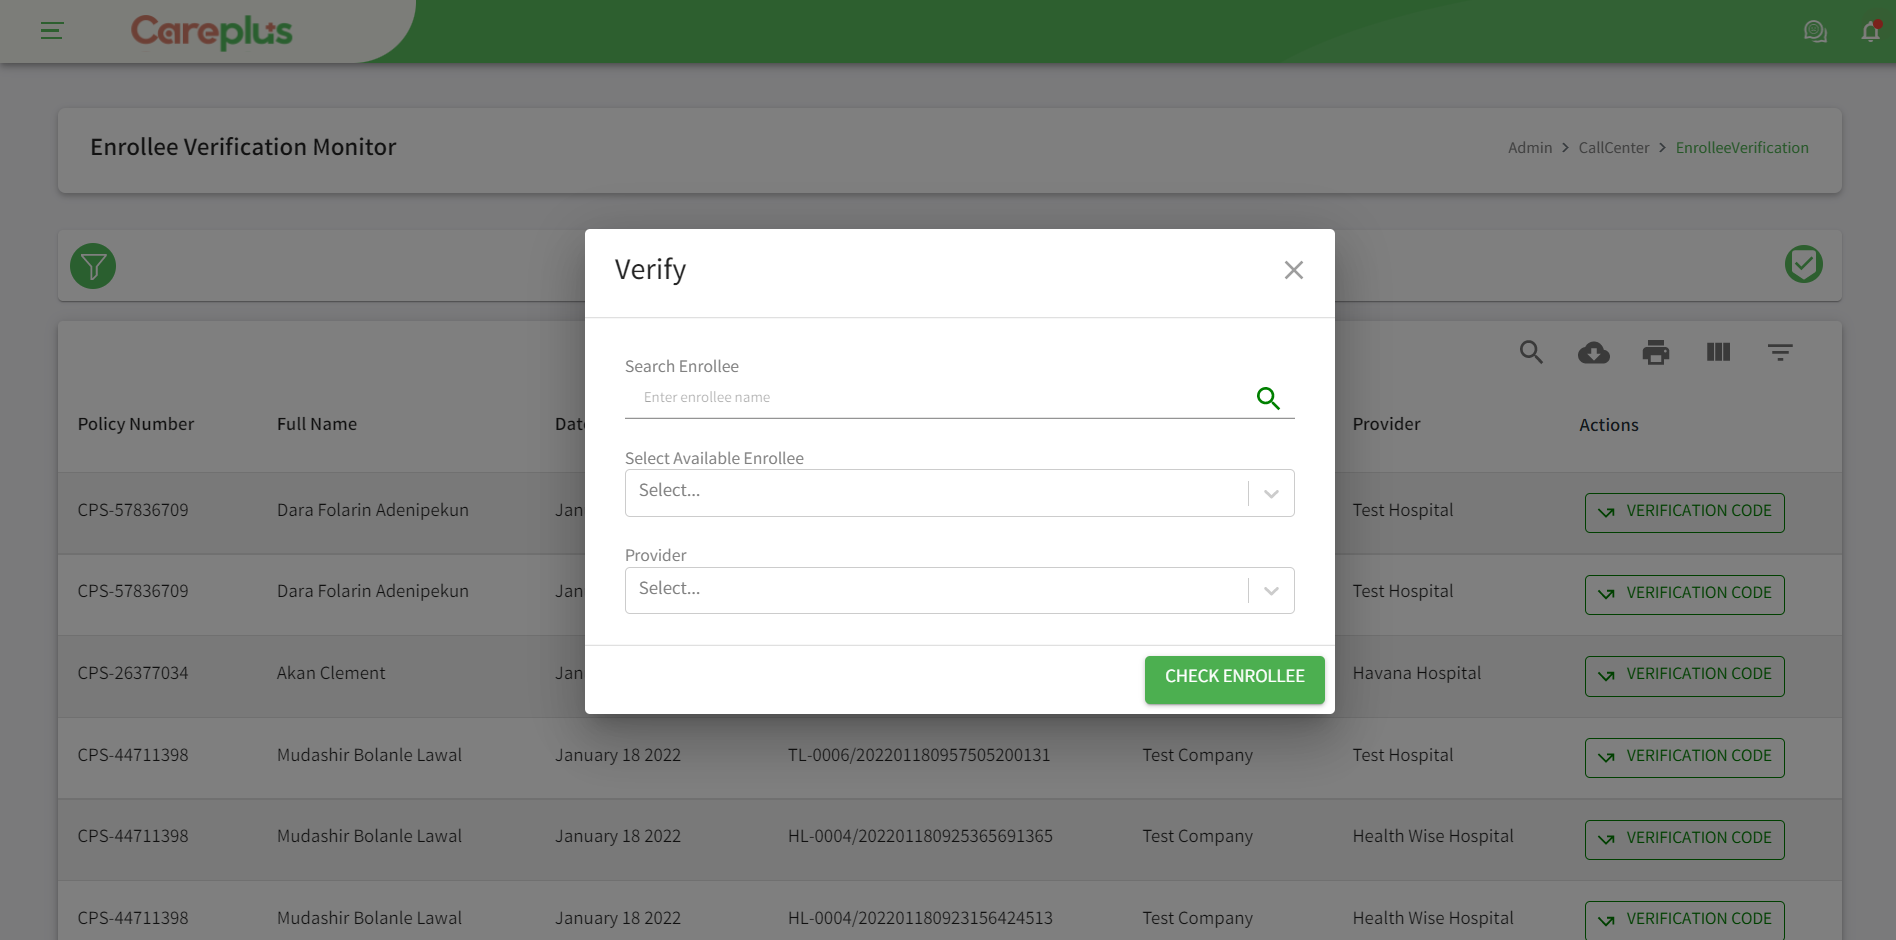 Careplus
Enrollee Verification Monitor
Admin > CallCenter > EnrolleeVerification
Verify
Search Enrollee
Enter enrollee name
Select Available Enrollee
Select...
Provider
Select...
CHECK ENROLLEE
Policy Number Full Name Date Provider Actions
CPS-57836709 Dara Folarin Adenipekun Jan Test Hospital VERIFICATION CODE
CPS-57836709 Dara Folarin Adenipekun Jan Test Hospital VERIFICATION CODE
CPS-26377034 Akan Clement Jan Havana Hospital VERIFICATION CODE
CPS-44711398 Mudashir Bolanle Lawal January 18 2022 TL-0006/202201180957505200131 Test Company Test Hospital VERIFICATION CODE
CPS-44711398 Mudashir Bolanle Lawal January 18 2022 HL-0004/202201180925365691365 Test Company Health Wise Hospital VERIFICATION CODE
CPS-44711398 Mudashir Bolanle Lawal January 18 2022 HL-0004/202201180923156424513 Test Company Health Wise Hospital VERIFICATION CODE